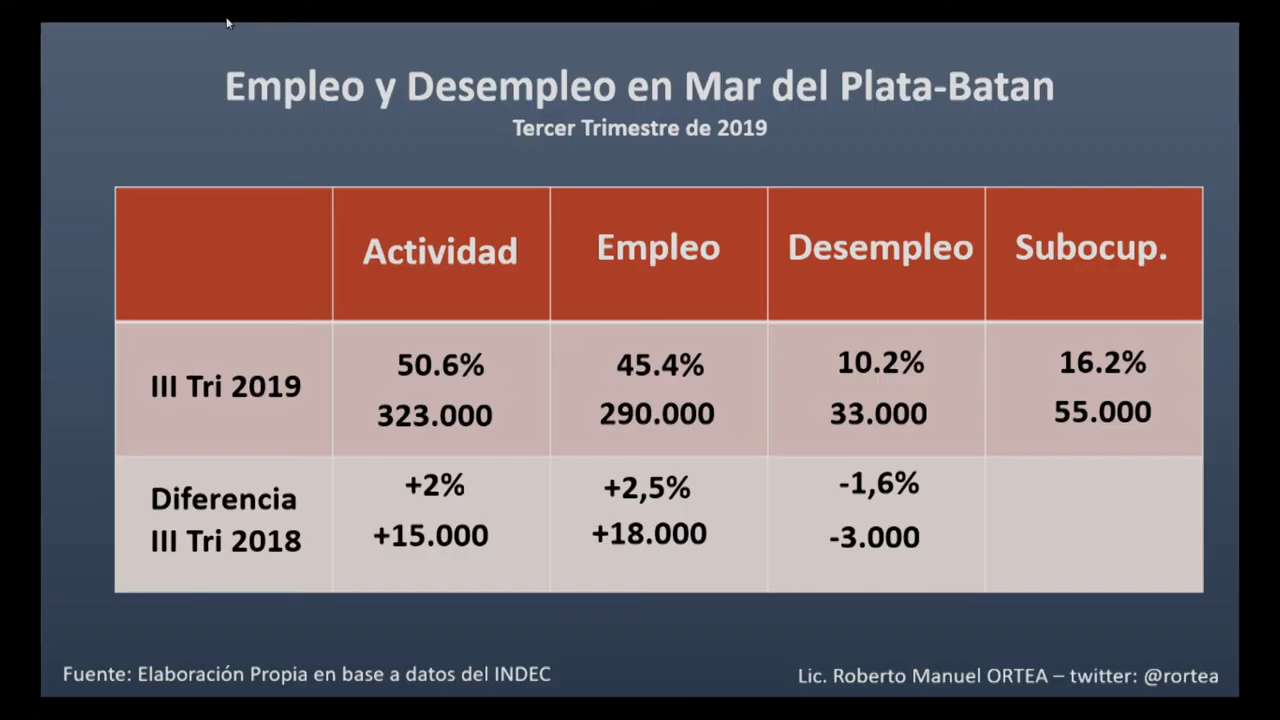 Empleo y Desempleo en Mar del Plata-Batan
Tercer Trimestre de 2019
Actividad
Empleo
Desempleo
Subocup.
III Tri 2019
50.6%
323.000
45.4%
290.000
10.2%
33.000
16.2%
55.000
Diferencia
III Tri 2018
+2%
+15.000
+2,5%
+18.000
-1,6%
-3.000
Fuente: Elaboración Propia en base a datos del INDEC
Lic. Roberto Manuel ORTEA – twitter: @rortea